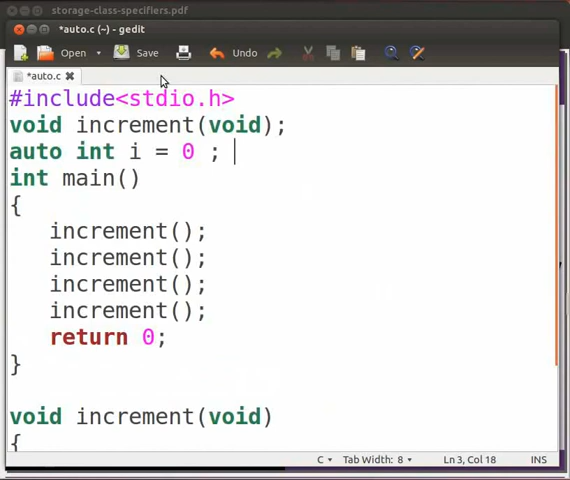 storage-class-specifiers.pdf
*auto.c (~) - gedit
Open Save Undo
*auto.c
#include<stdio.h>
void increment(void);
auto int i = 0 ;
int main()
{
increment();
increment();
increment();
increment();
return 0;
}
void increment(void)
{
C Tab Width: 8 Ln 3, Col 18 INS